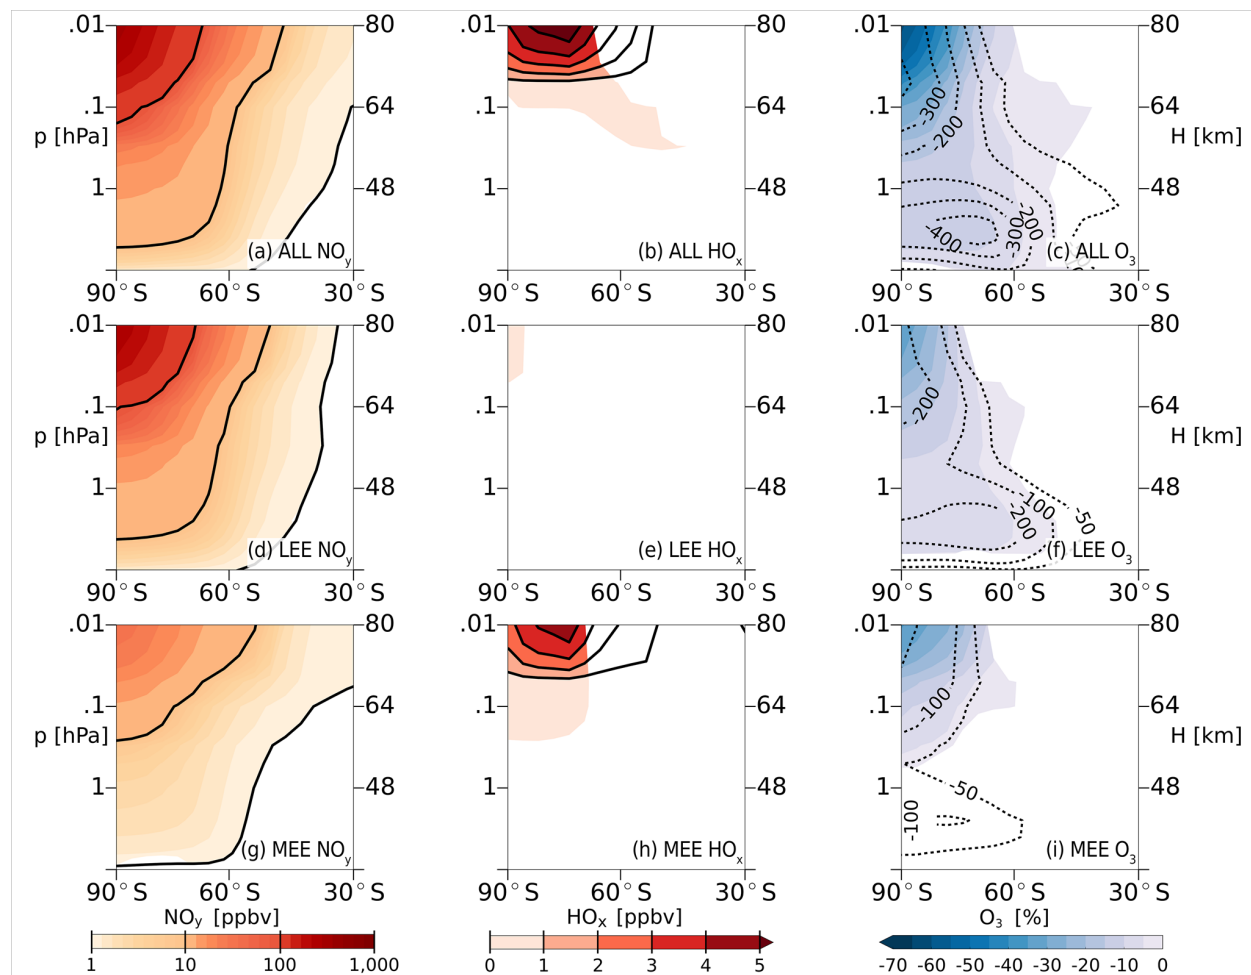 .01 80 .01 .01 80
.1 64 .1 .1 64
p [hPa] H [km]
-300
-200
1 48 1 1 48
-200
300
-400
(a) ALL NOy (b) ALL HOx (c) ALL O3
90°S 60°S 30°S 90°S 60°S 30°S 90°S 60°S 30°S
.01 80 .01 80 .01 80
.1 64 .1 64 .1 64
-200
p [hPa] H [km]
1 48 1 48 1 48
-100
-50
-200
(d) LEE NOy (e) LEE HOx (f) LEE O3
90°S 60°S 30°S 90°S 60°S 30°S 90°S 60°S 30°S
.01 80 .01 80 .01 80
.1 64 .1 64 .1 64
-100
p [hPa] H [km]
1 48 1 48 1 48
-50
-100
(g) MEE NOy (h) MEE HOx (i) MEE O3
90°S 60°S 30°S 90°S 60°S 30°S 90°S 60°S 30°S
NOy [ppbv] HOx [ppbv] O3 [%]
1 10 100 1,000 0 1 2 3 4 5 -70 -60 -50 -40 -30 -20 -10 0